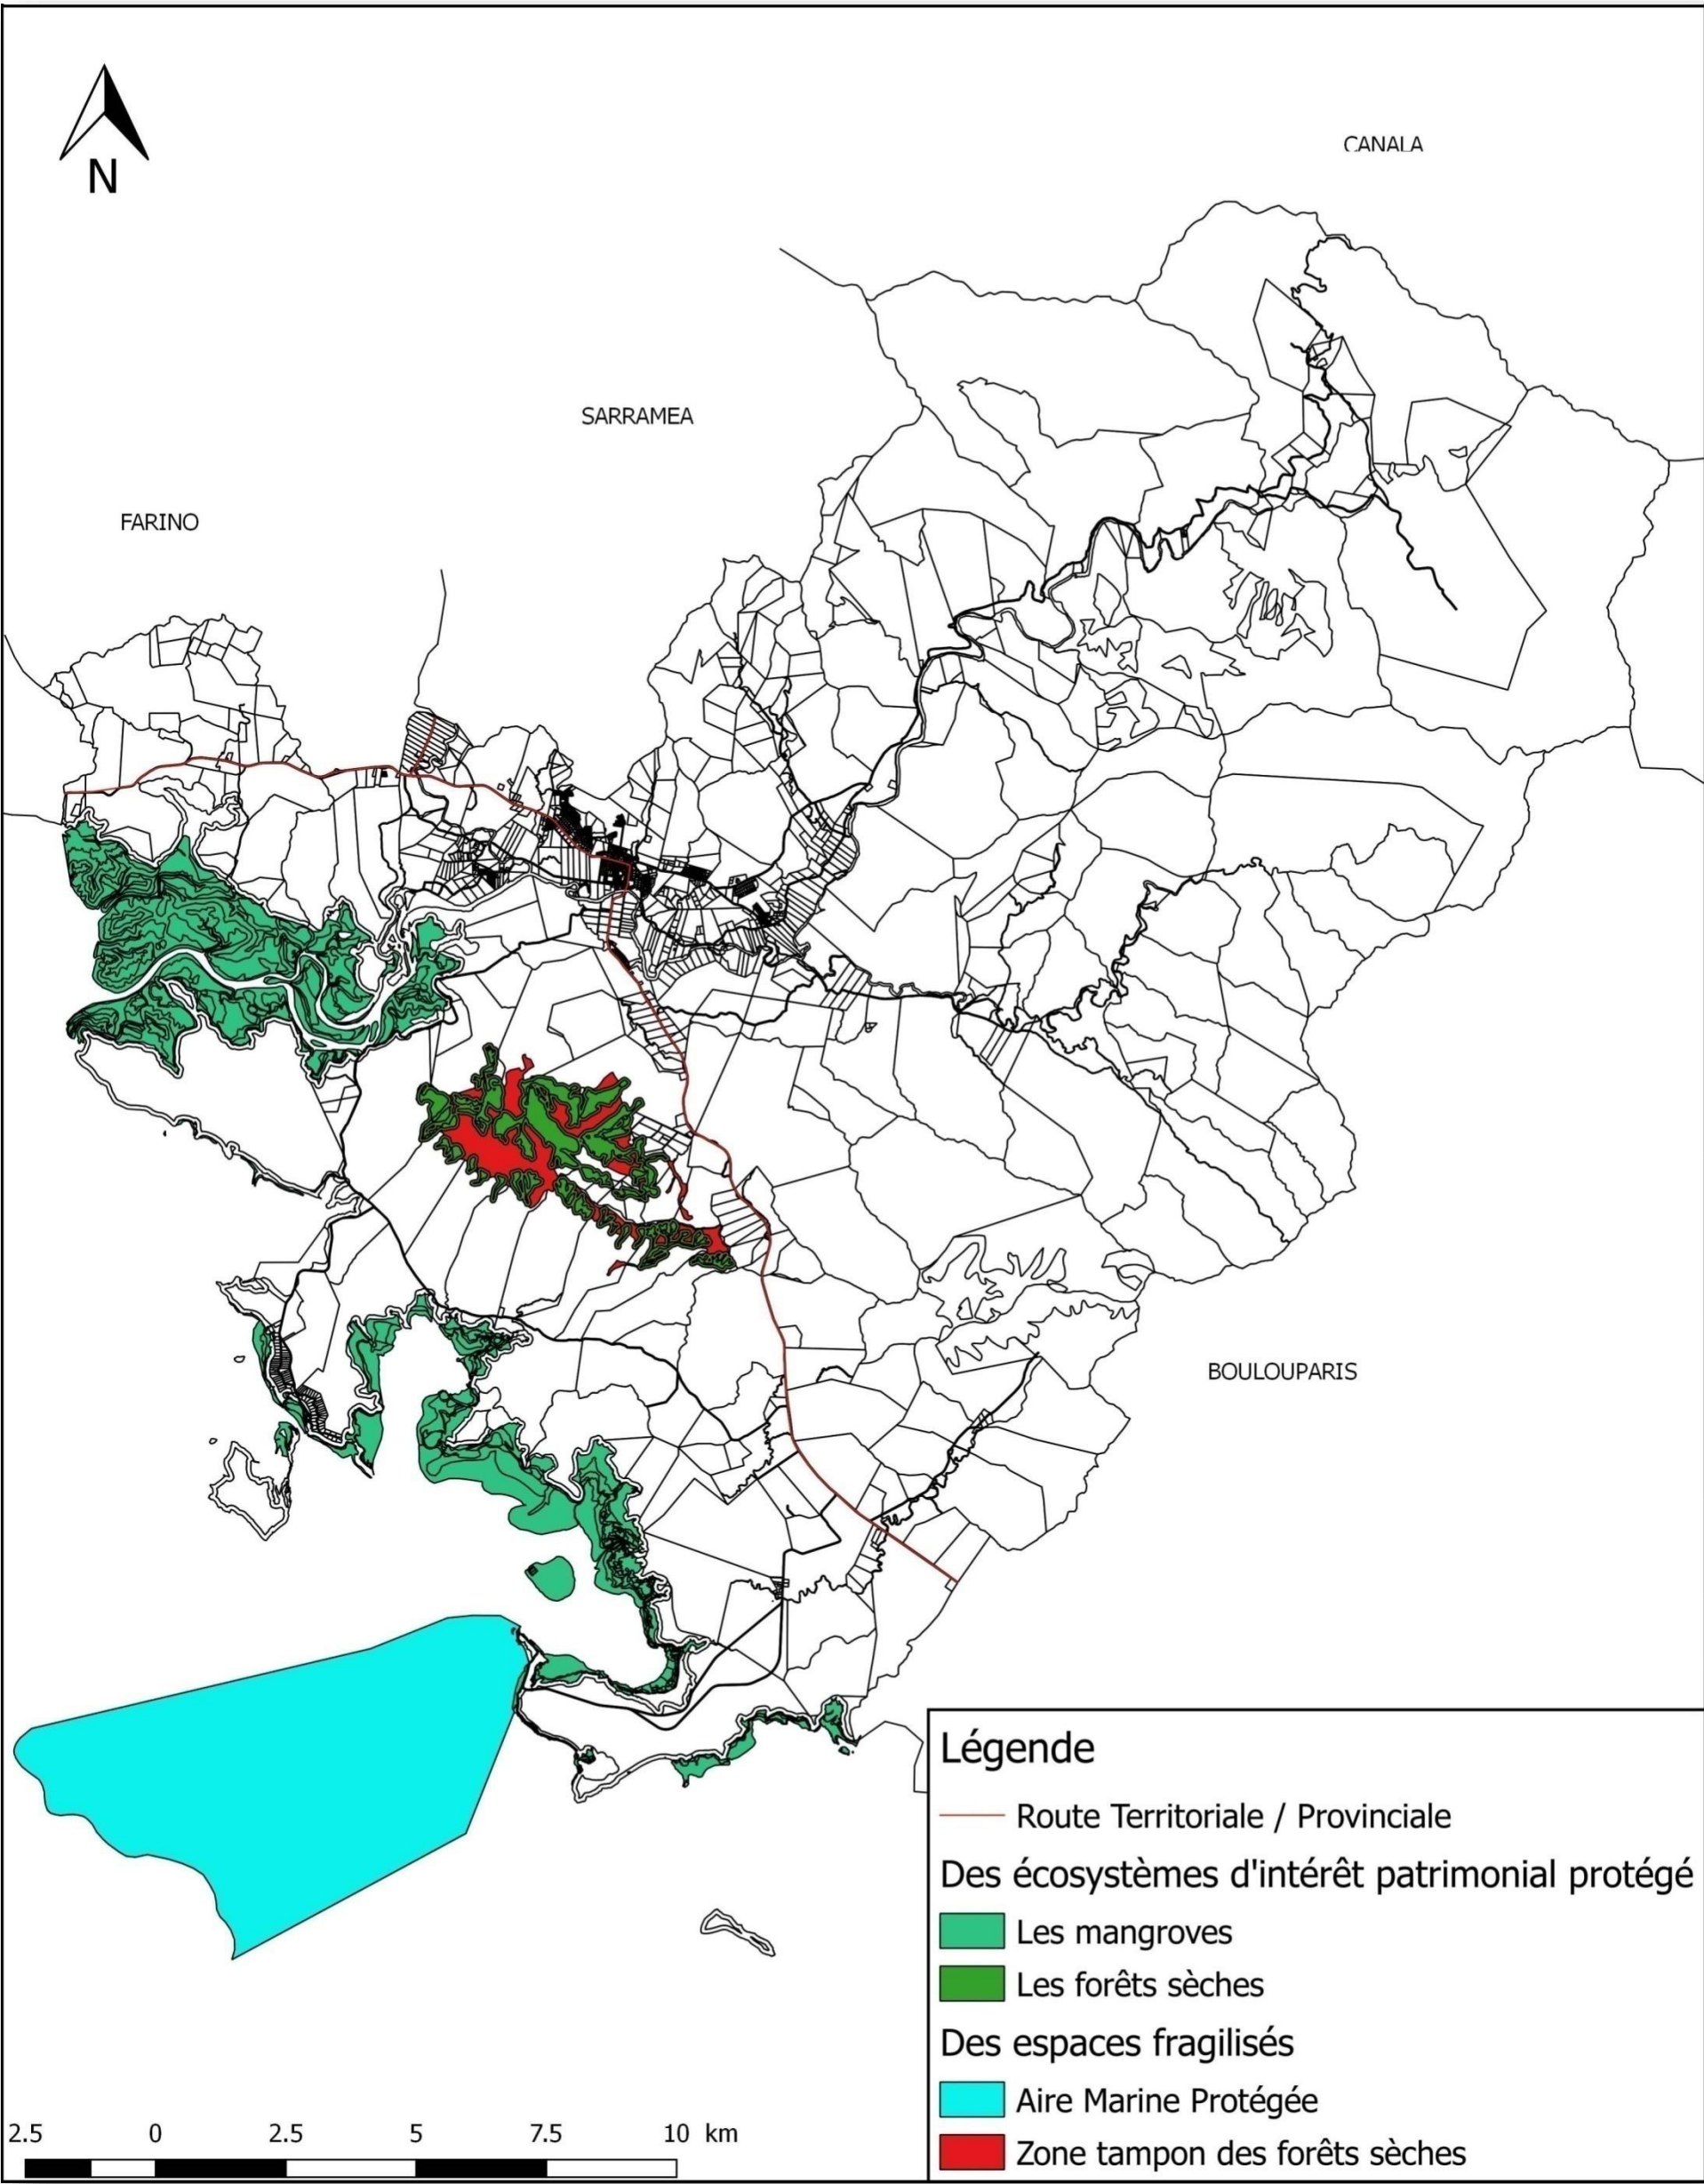 N
CANALA
SARRAMEA
FARINO
BOULOUPARIS
Légende
Route Territoriale / Provinciale
Des écosystèmes d'intérêt patrimonial protégé
Les mangroves
Les forêts sèches
Des espaces fragilisés
Aire Marine Protégée
Zone tampon des forêts sèches
2.5 0 2.5 5 7.5 10 km